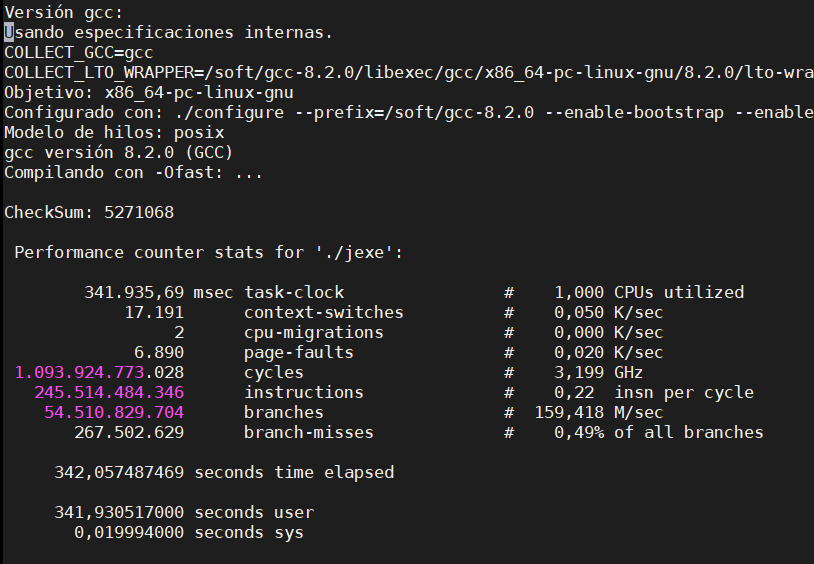 Versión gcc:
Usando especificaciones internas.
COLLECT_GCC=gcc
COLLECT_LTO_WRAPPER=/soft/gcc-8.2.0/libexec/gcc/x86_64-pc-linux-gnu/8.2.0/lto-wra
Objetivo: x86_64-pc-linux-gnu
Configurado con: ./configure --prefix=/soft/gcc-8.2.0 --enable-bootstrap --enable
Modelo de hilos: posix
gcc versión 8.2.0 (GCC)
Compilando con -Ofast: ...
CheckSum: 5271068
Performance counter stats for './jexe':
341.935,69 msec task-clock # 1,000 CPUs utilized
17.191 context-switches # 0,050 K/sec
2 cpu-migrations # 0,000 K/sec
6.890 page-faults # 0,020 K/sec
1.093.924.773.028 cycles # 3,199 GHz
245.514.484.346 instructions # 0,22 insn per cycle
54.510.829.704 branches # 159,418 M/sec
267.502.629 branch-misses # 0,49% of all branches
342,057487469 seconds time elapsed
341,930517000 seconds user
0,019994000 seconds sys